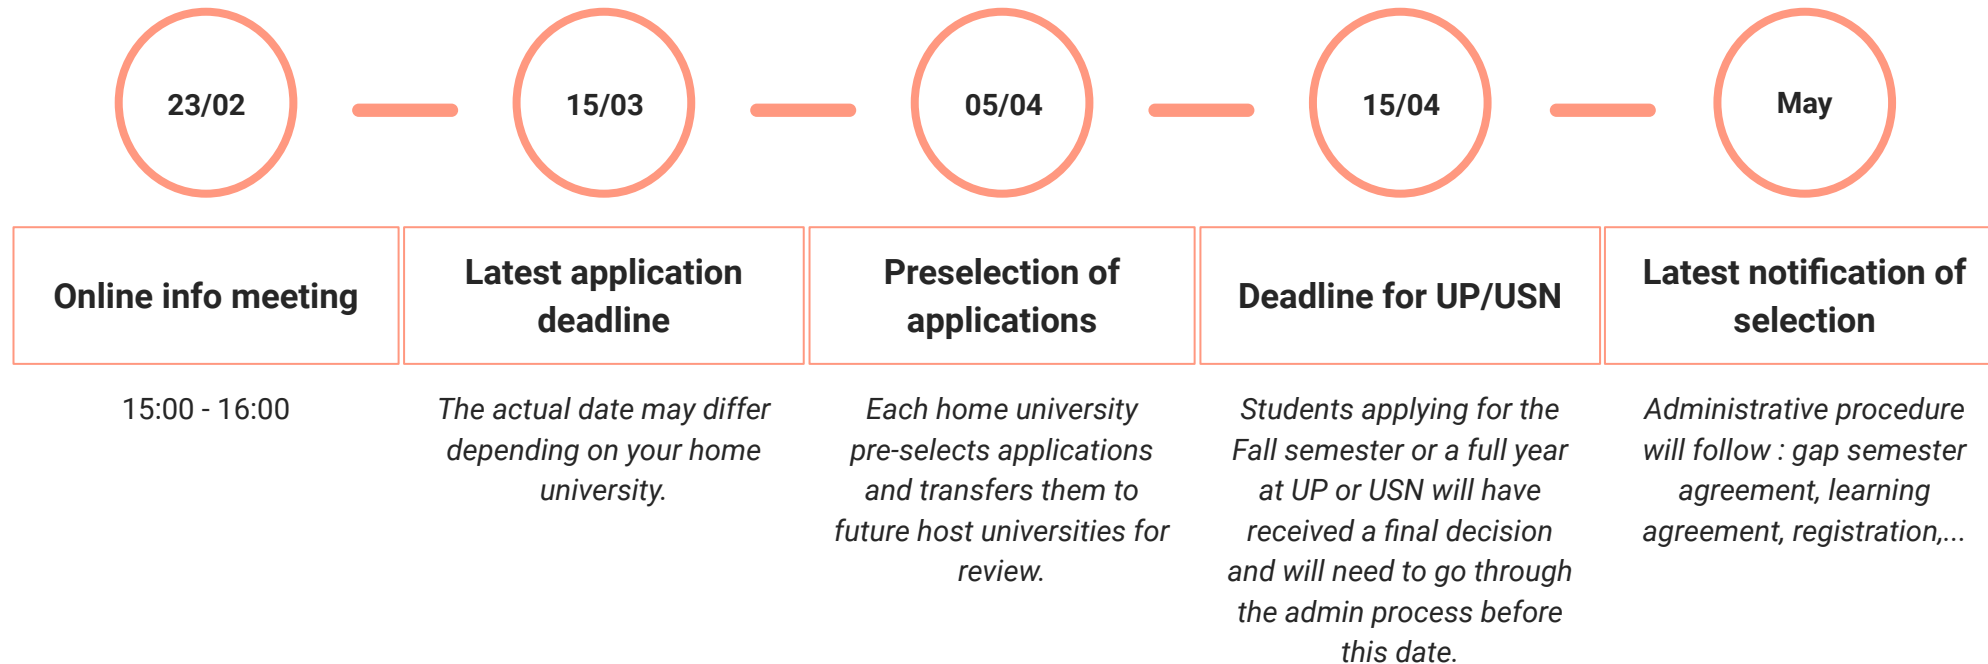 23/02
15/03
05/04
15/04
May
Online info meeting
Latest application
deadline
Preselection of
applications
Deadline for UP/USN
Latest notification of
selection
15:00 - 16:00
The actual date may differ
depending on your home
university.
Each home university
pre-selects applications
and transfers them to
future host universities for
review.
Students applying for the
Fall semester or a full year
at UP or USN will have
received a final decision
and will need to go through
the admin process before
this date.
Administrative procedure
will follow : gap semester
agreement, learning
agreement, registration,...